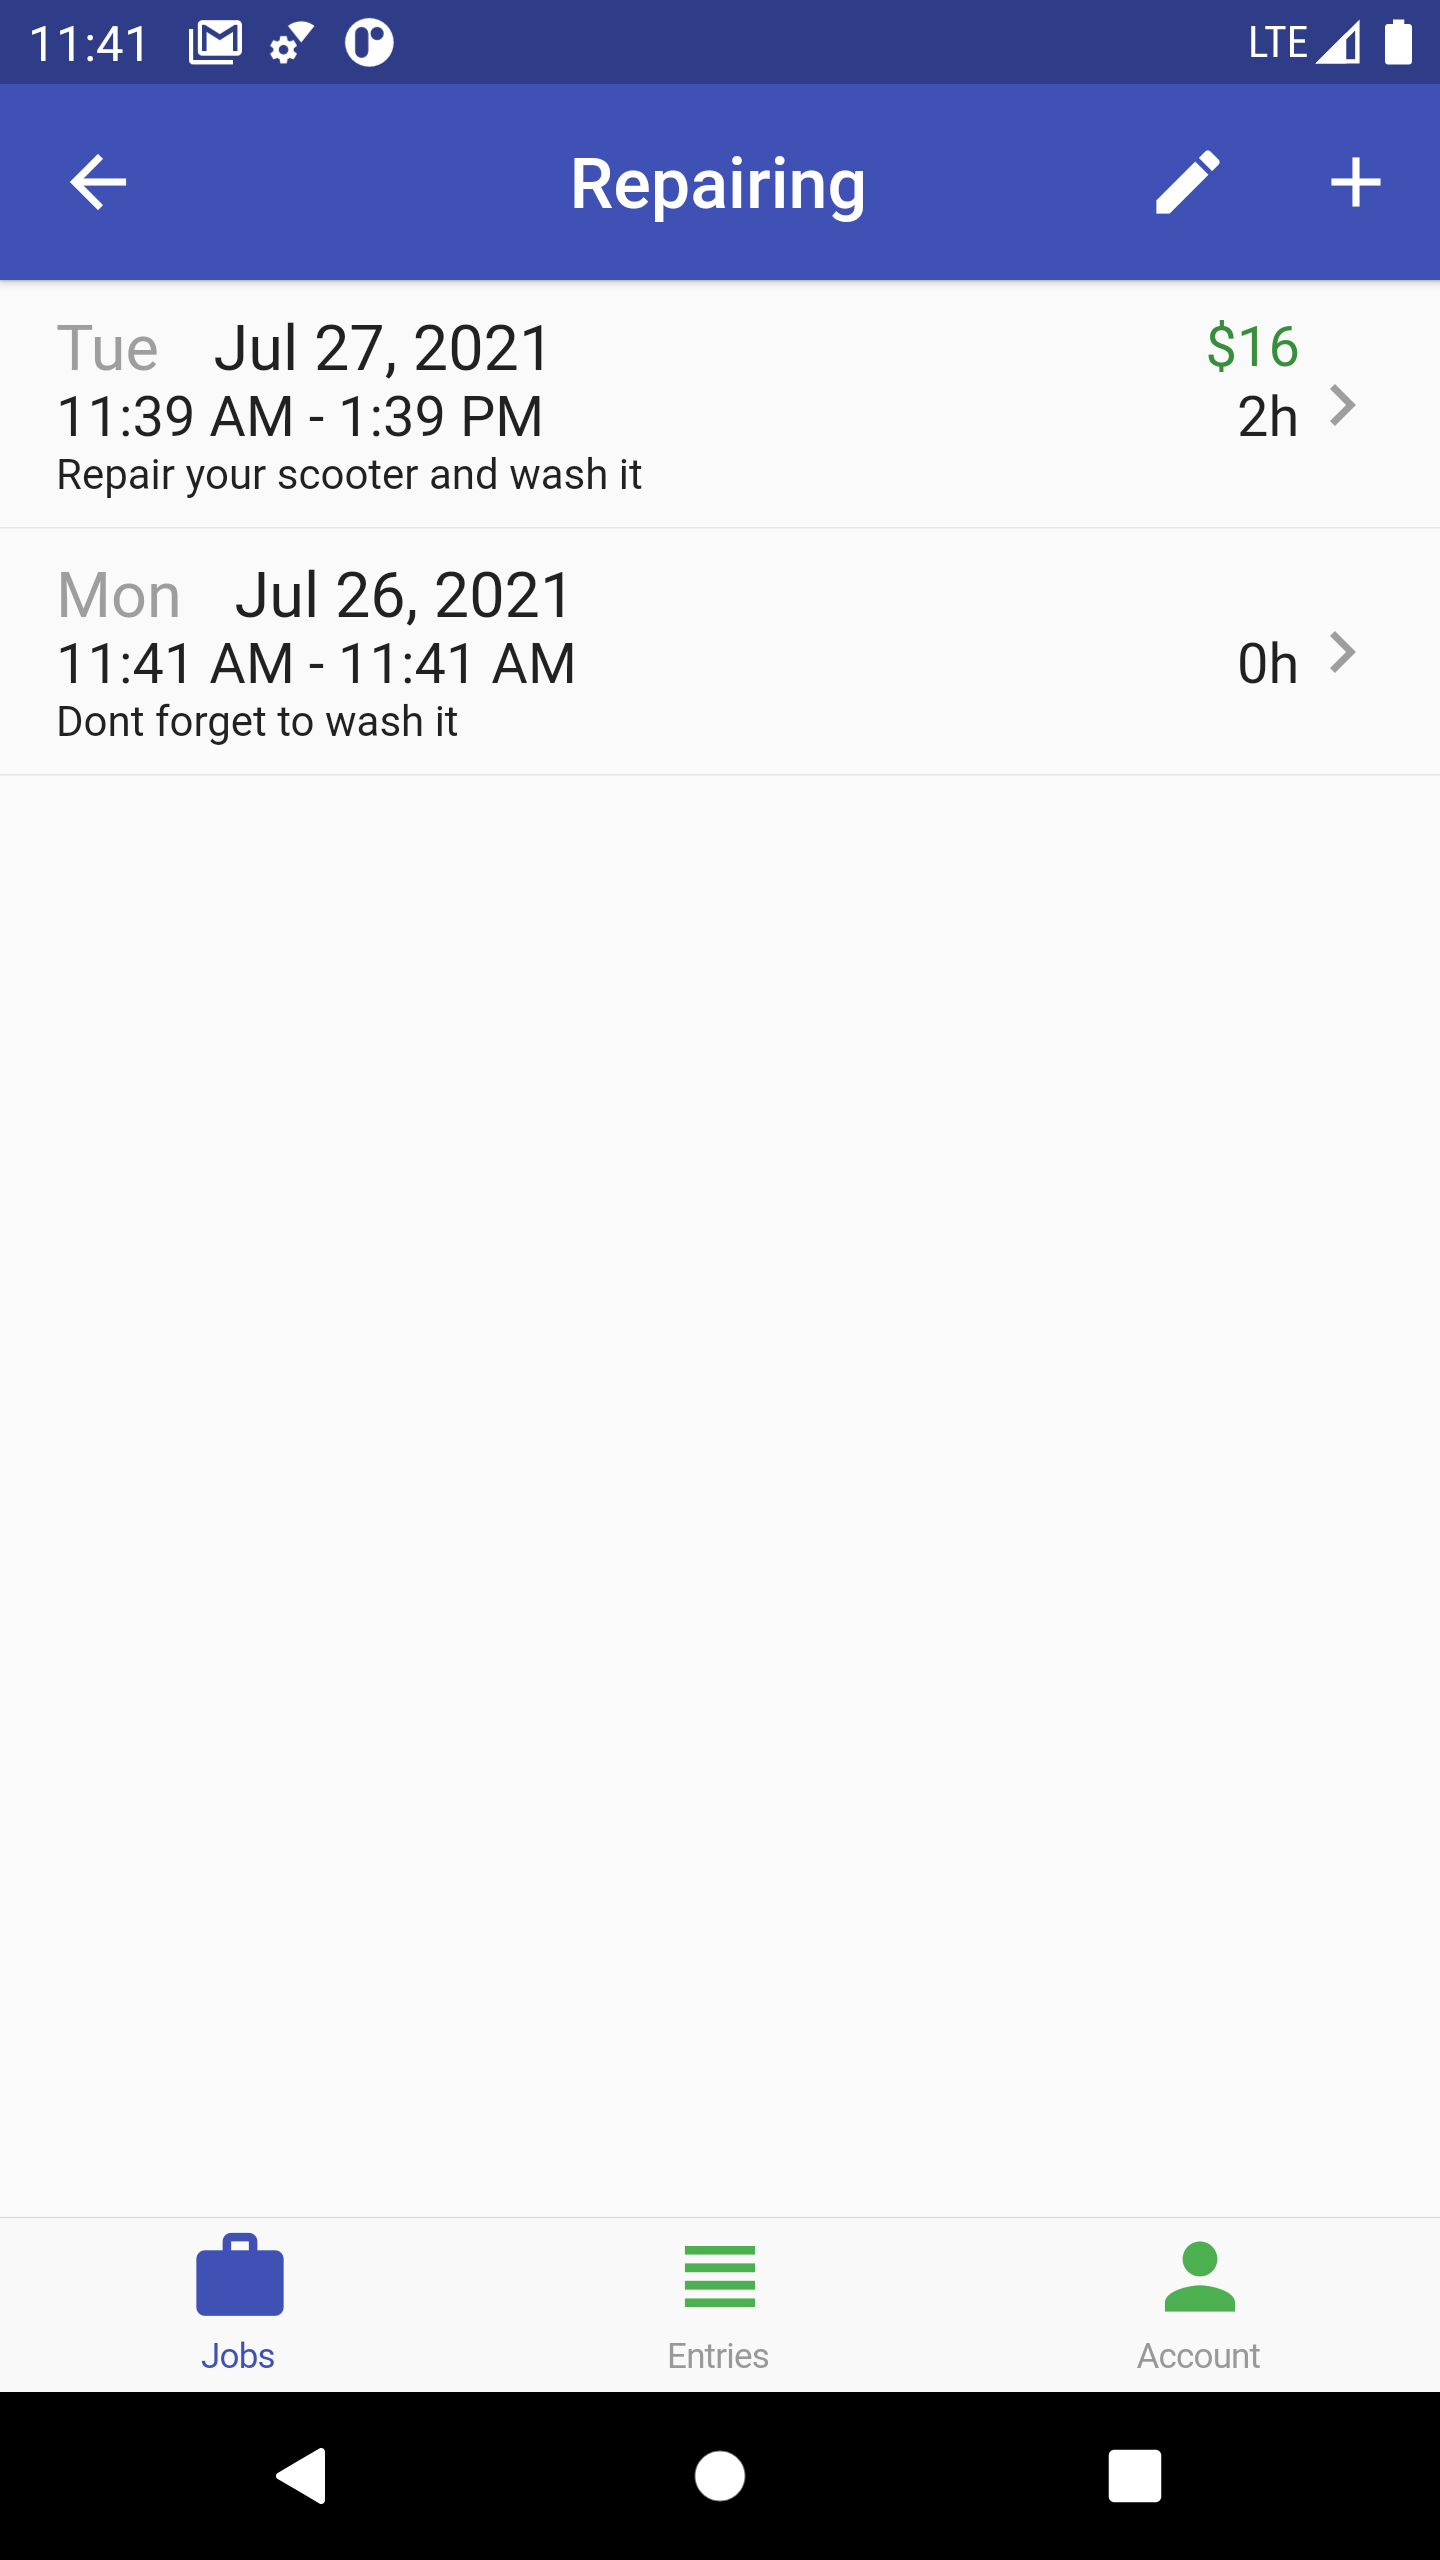 11:41 LTE
Repairing
Tue Jul 27, 2021 $16
11:39 AM - 1:39 PM 2h
Repair your scooter and wash it
Mon Jul 26, 2021
11:41 AM - 11:41 AM 0h
Dont forget to wash it
Jobs Entries Account